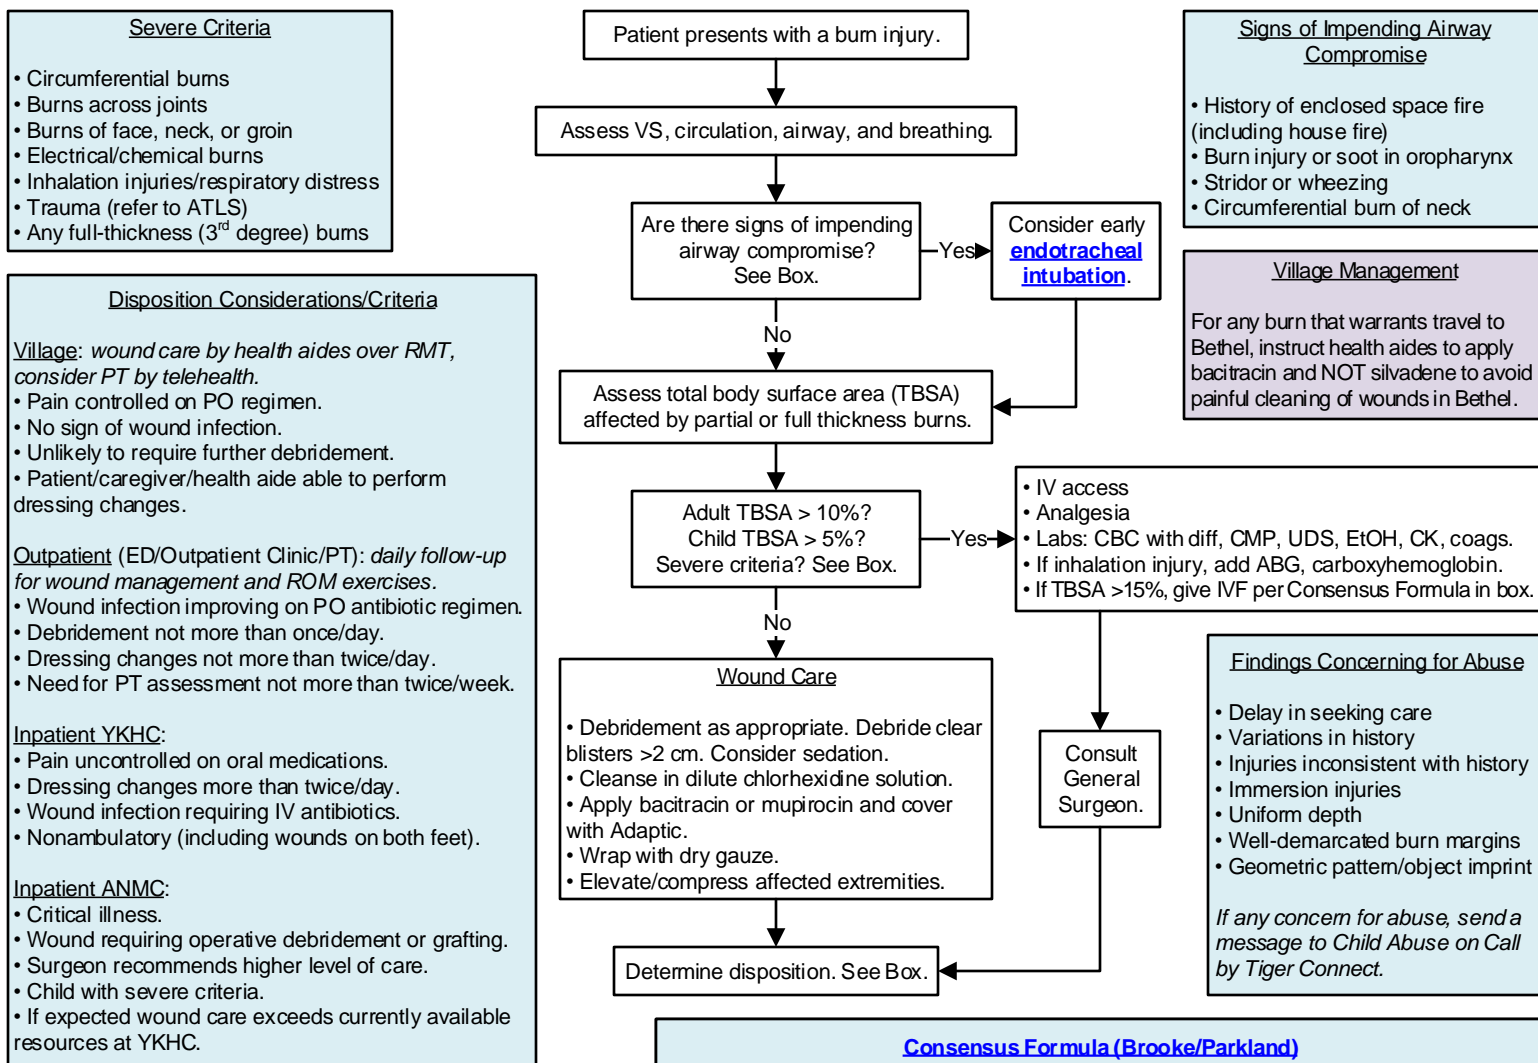 Severe Criteria
• Circumferential burns
• Burns across joints
• Burns of face, neck, or groin
• Electrical/chemical burns
• Inhalation injuries/respiratory distress
• Trauma (refer to ATLS)
• Any full-thickness (3rd degree) burns
Disposition Considerations/Criteria
Village: wound care by health aides over RMT,
consider PT by telehealth.
• Pain controlled on PO regimen.
• No sign of wound infection.
• Unlikely to require further debridement.
• Patient/caregiver/health aide able to perform
dressing changes.
Outpatient (ED/Outpatient Clinic/PT): daily follow-up
for wound management and ROM exercises.
• Wound infection improving on PO antibiotic regimen.
• Debridement not more than once/day.
• Dressing changes not more than twice/day.
• Need for PT assessment not more than twice/week.
Inpatient YKHC:
• Pain uncontrolled on oral medications.
• Dressing changes more than twice/day.
• Wound infection requiring IV antibiotics.
• Nonambulatory (including wounds on both feet).
Inpatient ANMC:
• Critical illness.
• Wound requiring operative debridement or grafting.
• Surgeon recommends higher level of care.
• Child with severe criteria.
• If expected wound care exceeds currently available
resources at YKHC.
Patient presents with a burn injury.
Assess VS, circulation, airway, and breathing.
Are there signs of impending
airway compromise?
See Box.
Yes
Consider early
endotracheal
intubation.
No
Assess total body surface area (TBSA)
affected by partial or full thickness burns.
Adult TBSA > 10%?
Child TBSA > 5%?
Severe criteria? See Box.
Yes
• IV access
• Analgesia
• Labs: CBC with diff, CMP, UDS, EtOH, CK, coags.
• If inhalation injury, add ABG, carboxyhemoglobin.
• If TBSA >15%, give IVF per Consensus Formula in box.
No
Wound Care
• Debridement as appropriate. Debride clear
blisters >2 cm. Consider sedation.
• Cleanse in dilute chlorhexidine solution.
• Apply bacitracin or mupirocin and cover
with Adaptic.
• Wrap with dry gauze.
• Elevate/compress affected extremities.
Consult
General
Surgeon.
Determine disposition. See Box.
Signs of Impending Airway
Compromise
• History of enclosed space fire
(including house fire)
• Burn injury or soot in oropharynx
• Stridor or wheezing
• Circumferential burn of neck
Village Management
For any burn that warrants travel to
Bethel, instruct health aides to apply
bacitracin and NOT silvadene to avoid
painful cleaning of wounds in Bethel.
Findings Concerning for Abuse
• Delay in seeking care
• Variations in history
• Injuries inconsistent with history
• Immersion injuries
• Uniform depth
• Well-demarcated burn margins
• Geometric pattern/object imprint
If any concern for abuse, send a
message to Child Abuse on Call
by Tiger Connect.
Consensus Formula (Brooke/Parkland)